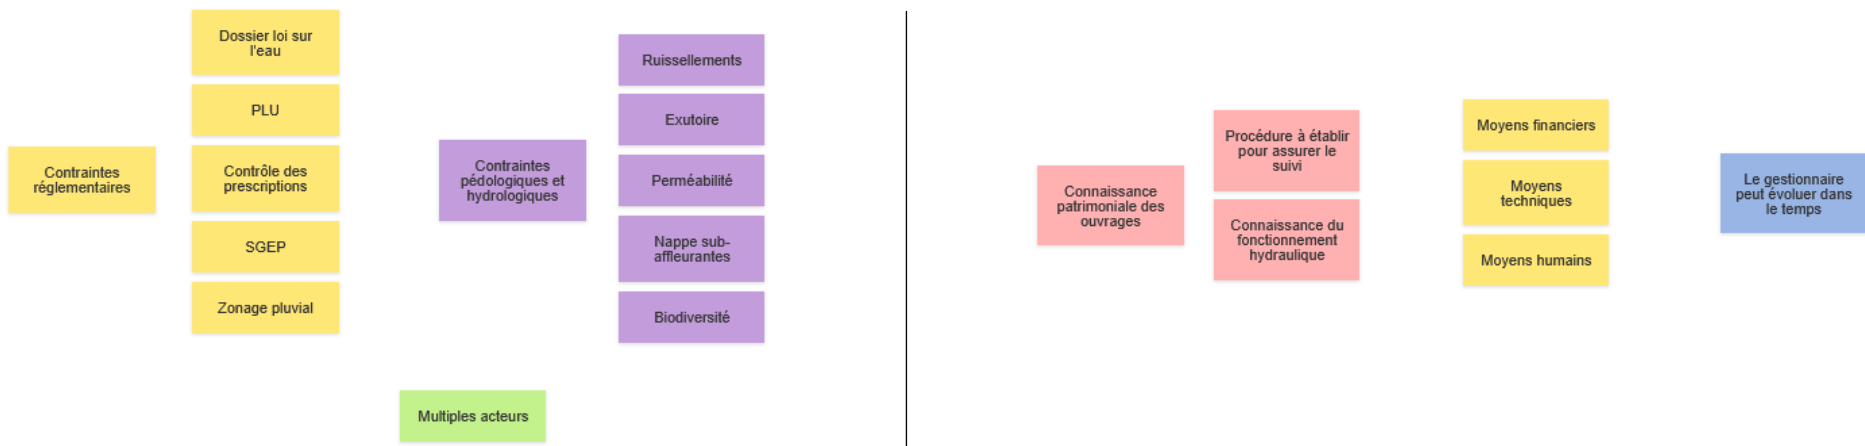 Contraintes
réglementaires
Dossier loi sur
l'eau
PLU
Contrôle des
prescriptions
SGEP
Zonage pluvial
Contraintes
pédologiques et
hydrologiques
Ruissellements
Exutoire
Perméabilité
Nappe sub-
affleurantes
Biodiversité
Multiples acteurs
Connaissance
patrimoniale des
ouvrages
Procédure à établir
pour assurer le
suivi
Connaissance du
fonctionnement
hydraulique
Moyens financiers
Moyens
techniques
Moyens humains
Le gestionnaire
peut évoluer dans
le temps